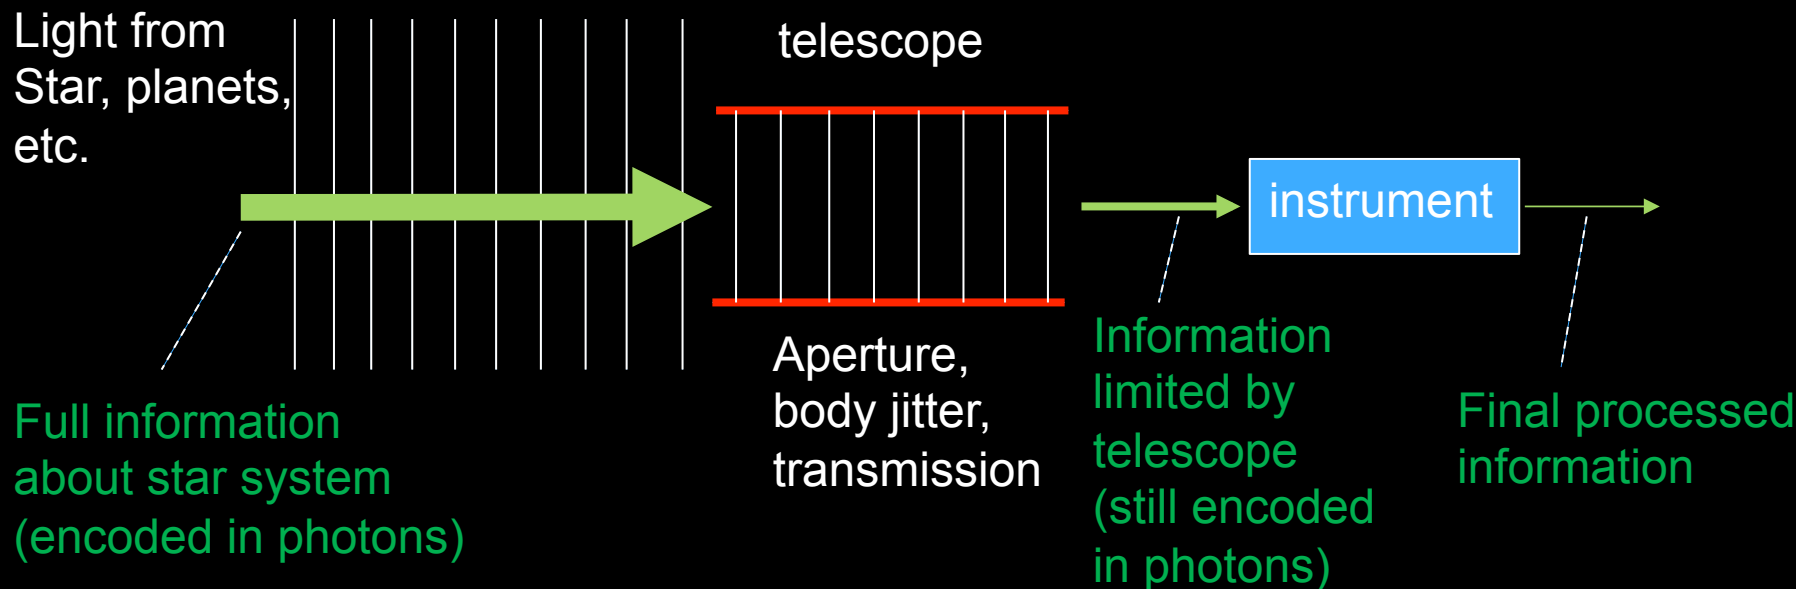 Light from
Star, planets,
etc.
telescope
instrument
Aperture,
body jitter,
transmission
Full information
about star system
(encoded in photons)
Information
limited by
telescope
(still encoded
in photons)
Final processed
information